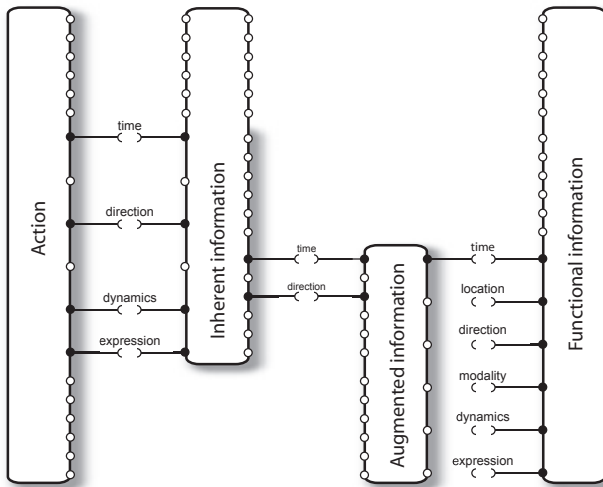 Action
time
direction
dynamics
expression
Inherent information
time
direction
Augmented information
time
location
direction
modality
dynamics
expression
Functional information